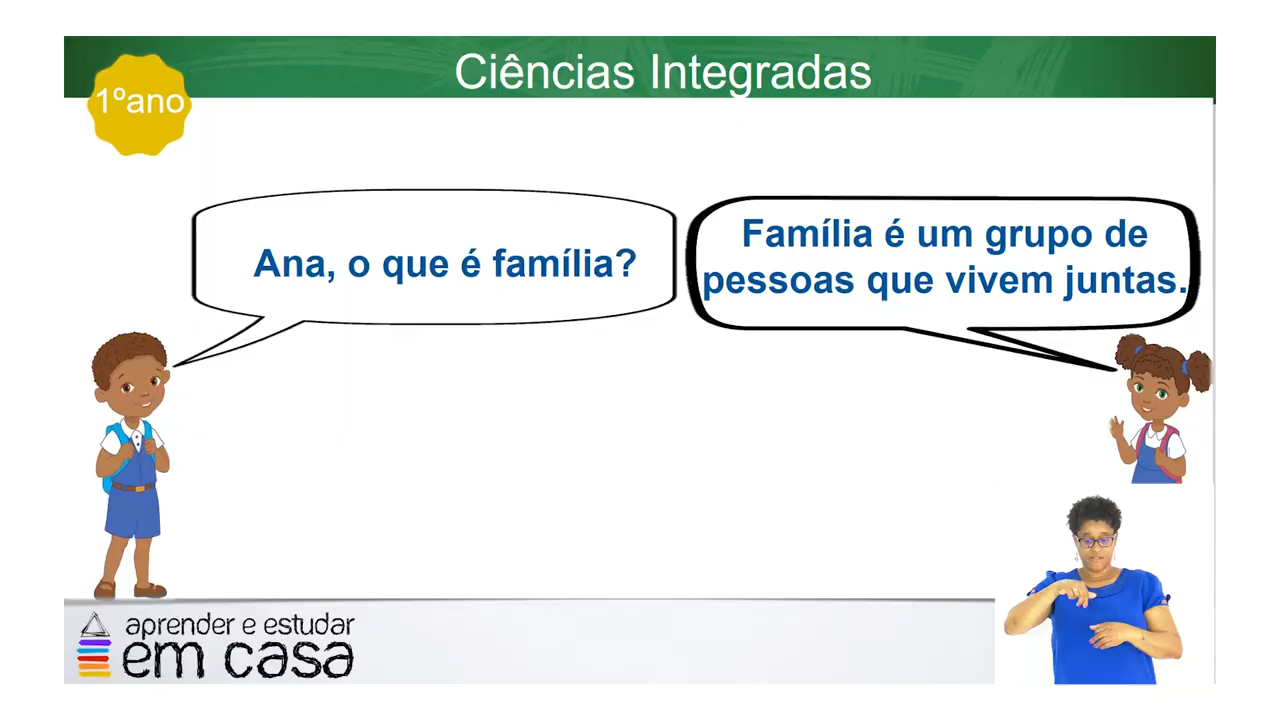 Ciências Integradas
1ºano
Ana, o que é família?
Família é um grupo de
pessoas que vivem juntas.
aprender e estudar
em casa